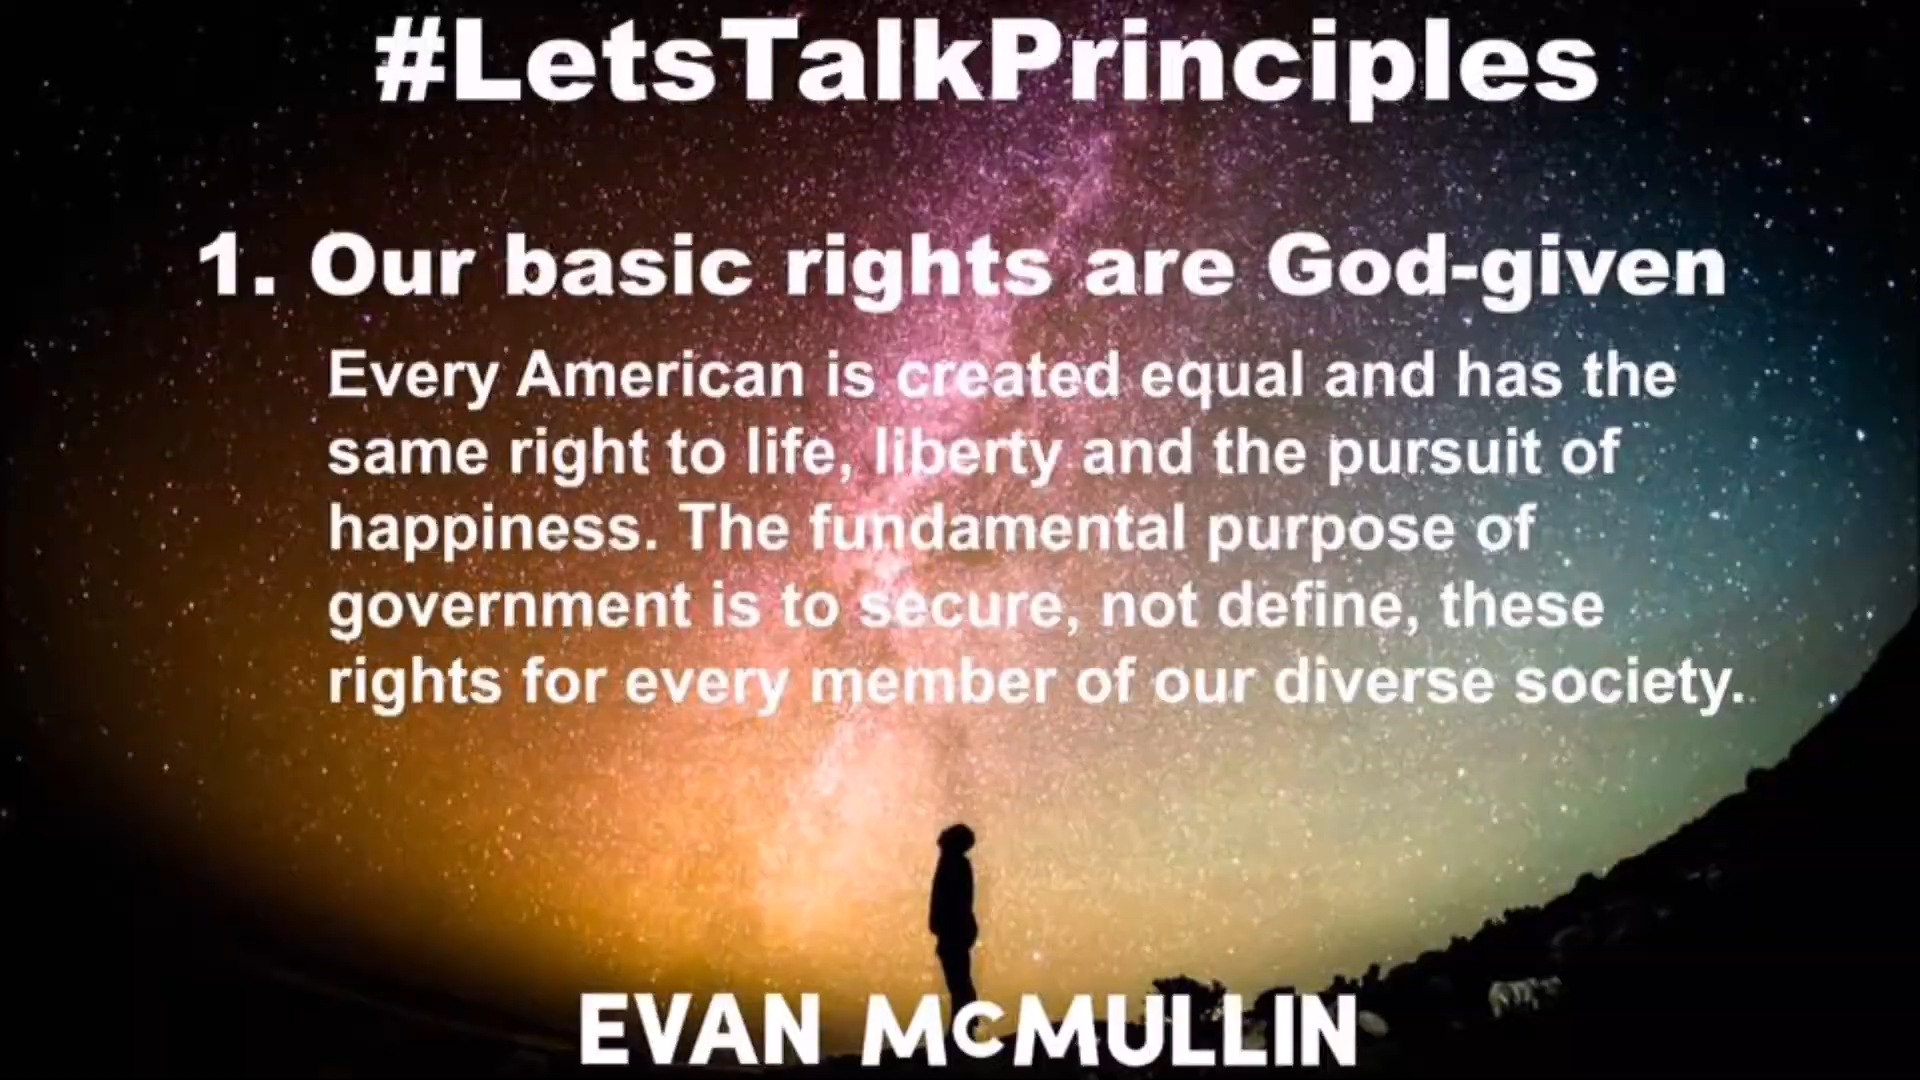 #LetsTalkPrinciples
1. Our basic rights are God-given
Every American is created equal and has the
same right to life, liberty and the pursuit of
happiness. The fundamental purpose of
government is to secure, not define, these
rights for every member of our diverse society.
EVAN McMULLIN